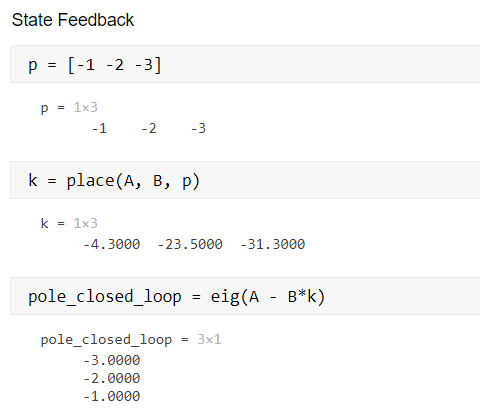 State Feedback
p = [-1 -2 -3]
p = 1×3
-1 -2 -3
k = place(A, B, p)
k = 1×3
-4.3000 -23.5000 -31.3000
pole_closed_loop = eig(A - B*k)
pole_closed_loop = 3×1
-3.0000
-2.0000
-1.0000